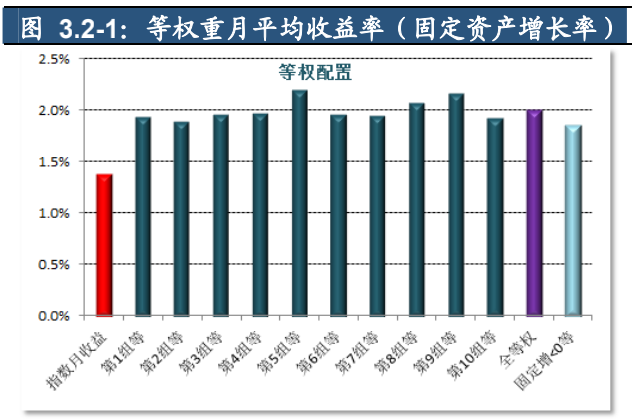 图 3.2-1: 等权重月平均收益率（固定资产增长率）
等权配置
2.5%
2.0%
1.5%
1.0%
0.5%
0.0%
指数月收益
第1组等
第2组等
第3组等
第4组等
第5组等
第6组等
第7组等
第8组等
第9组等
第10组等
全等权
固定增<0等